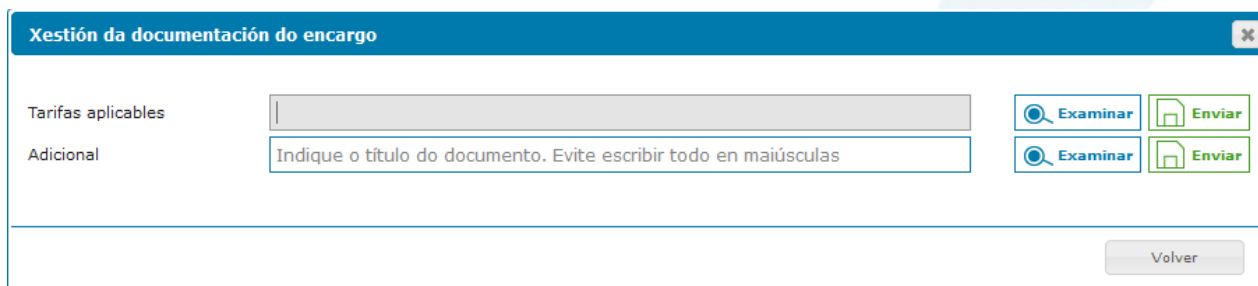 Xestión da documentación do encargo
Tarifas aplicables
Examinar
Enviar
Adicional
Indique o título do documento. Evite escribir todo en maiúsculas
Examinar
Enviar
Volver